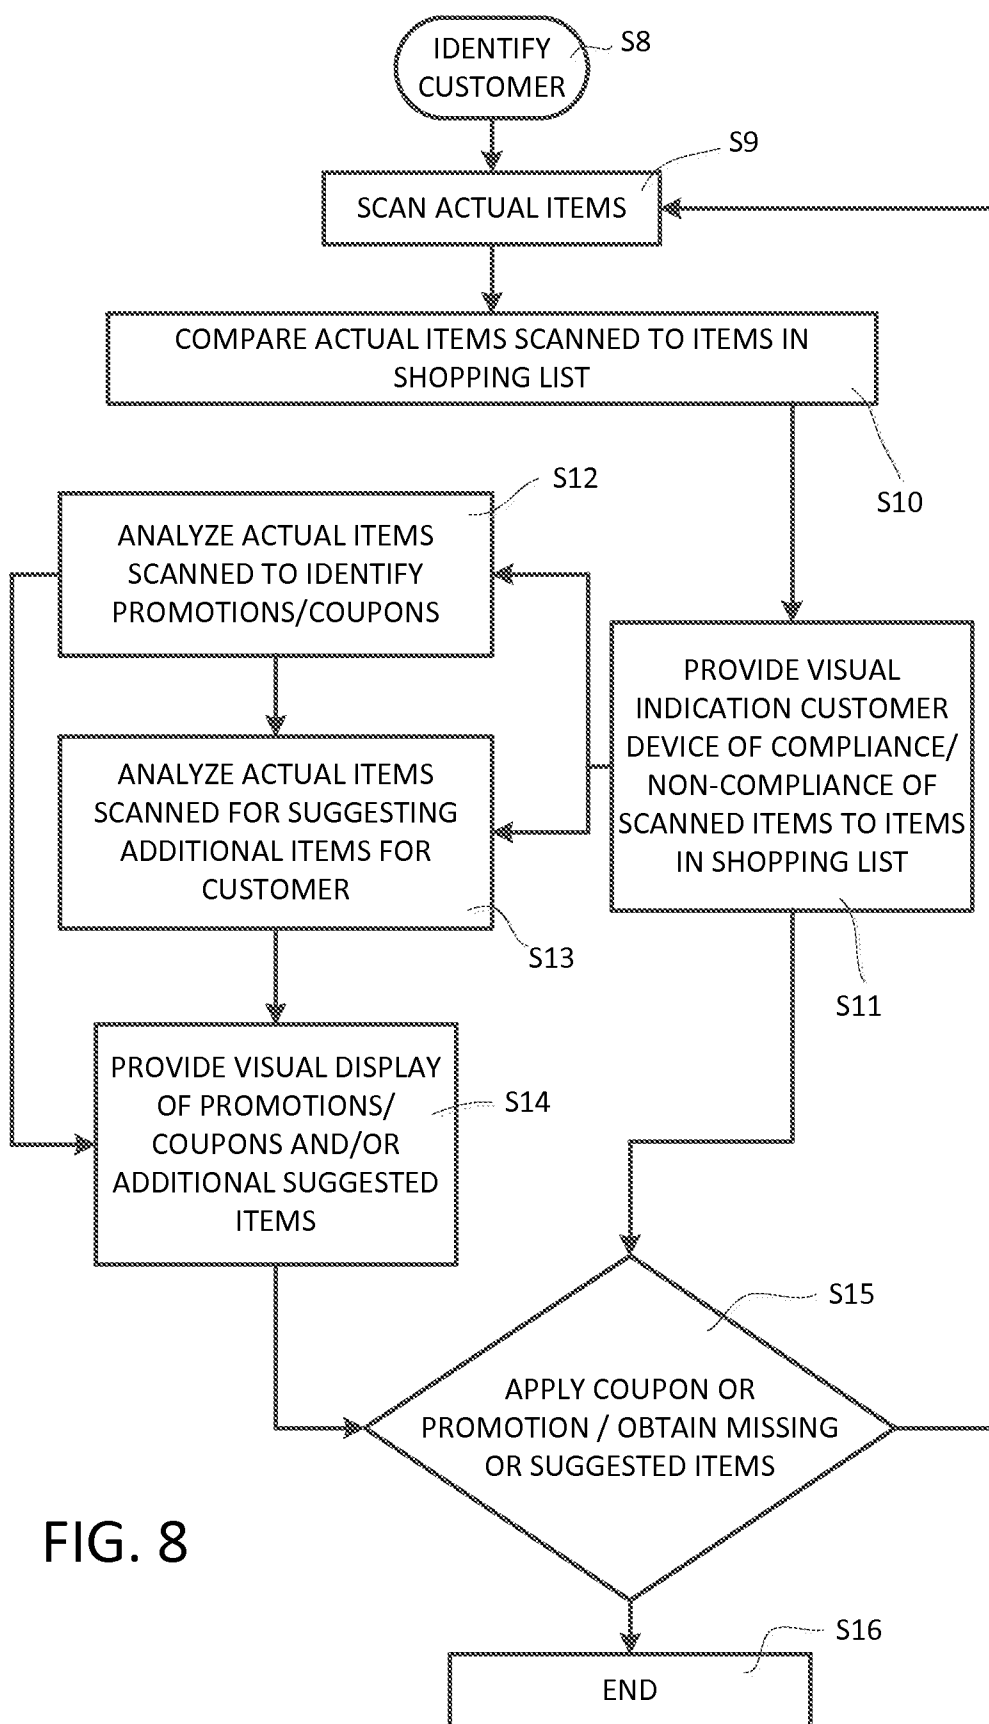 IDENTIFY
CUSTOMER
S8
S9
SCAN ACTUAL ITEMS
COMPARE ACTUAL ITEMS SCANNED TO ITEMS IN
SHOPPING LIST
S10
S12
ANALYZE ACTUAL ITEMS
SCANNED TO IDENTIFY
PROMOTIONS/COUPONS
PROVIDE VISUAL
INDICATION CUSTOMER
DEVICE OF COMPLIANCE/
NON-COMPLIANCE OF
SCANNED ITEMS TO ITEMS
IN SHOPPING LIST
S11
ANALYZE ACTUAL ITEMS
SCANNED FOR SUGGESTING
ADDITIONAL ITEMS FOR
CUSTOMER
S13
PROVIDE VISUAL DISPLAY
OF PROMOTIONS/
COUPONS AND/OR
ADDITIONAL SUGGESTED
ITEMS
S14
S15
APPLY COUPON OR
PROMOTION / OBTAIN MISSING
OR SUGGESTED ITEMS
FIG. 8
S16
END